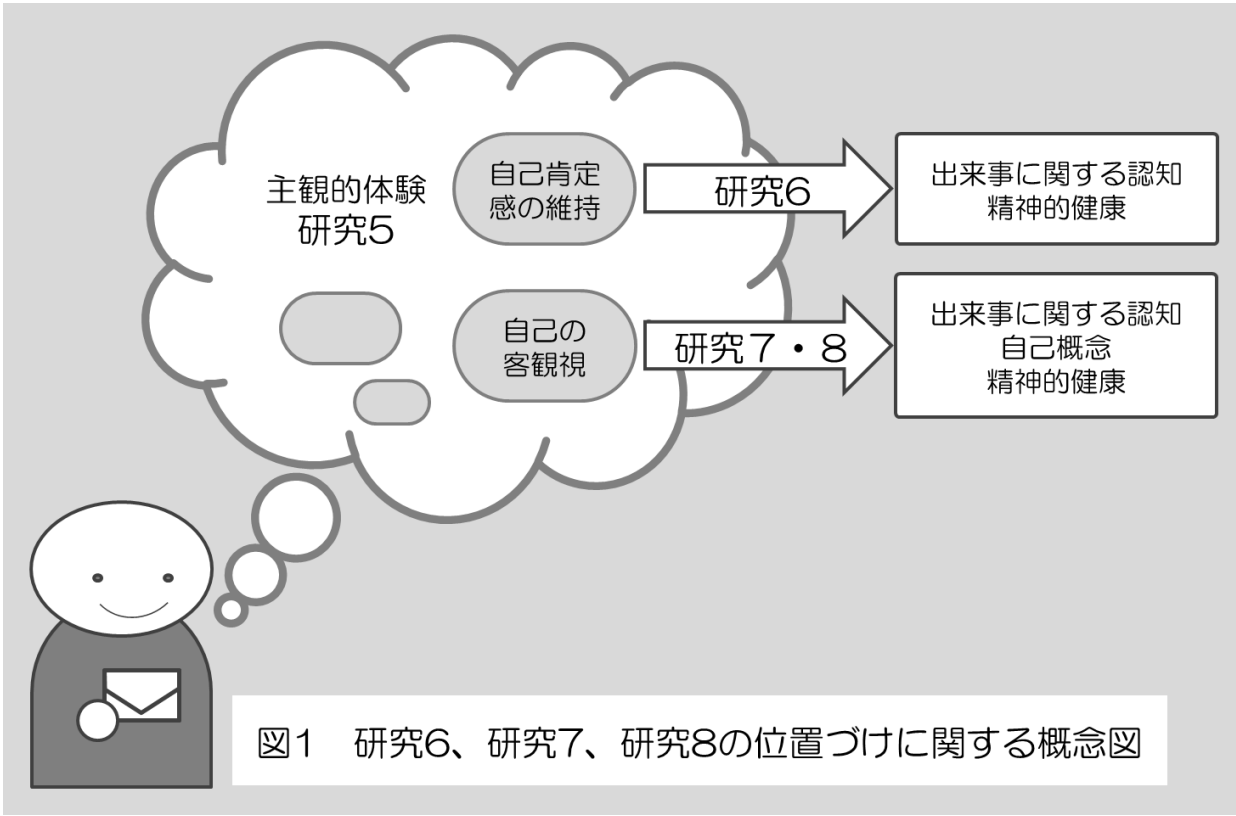 主観的体験
研究5
自己肯定
感の維持
研究6
出来事に関する認知
精神的健康
自己の
客観視
研究７・８
出来事に関する認知
自己概念
精神的健康
図1　研究6、研究7、研究8の位置づけに関する概念図